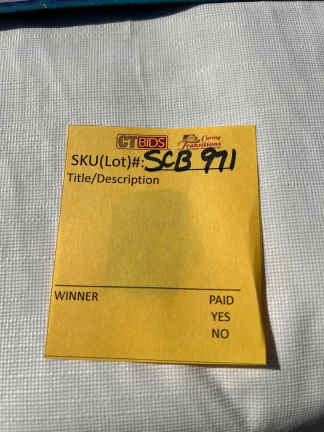 CTBIDS Caring Transitions
SKU(Lot)#: SCB 971
Title/Description
WINNER PAID
YES
NO